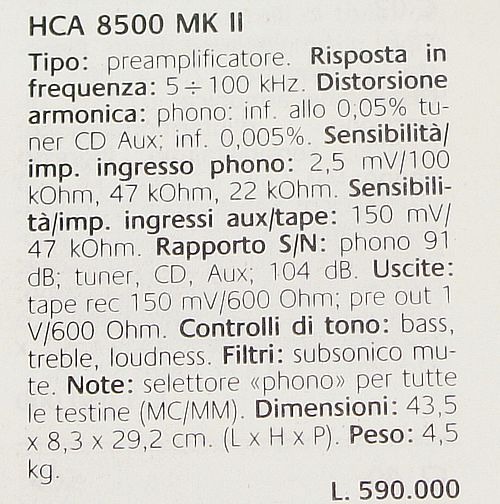 HCA 8500 MK II
Tipo: preamplificatore. Risposta in
frequenza: 5 ÷ 100 kHz. Distorsione
armonica: phono: inf. allo 0,05% tu-
ner CD Aux; inf. 0,005%. Sensibilità/
imp. ingresso phono: 2,5 mV/100
kOhm, 47 kOhm, 22 kOhm. Sensibili-
tà/imp. ingressi aux/tape: 150 mV/
47 kOhm. Rapporto S/N: phono 91
dB; tuner, CD, Aux; 104 dB. Uscite:
tape rec 150 mV/600 Ohm; pre out 1
V/600 Ohm. Controlli di tono: bass,
treble, loudness. Filtri: subsonico mu-
te. Note: selettore «phono» per tutte
le testine (MC/MM). Dimensioni: 43,5
x 8,3 x 29,2 cm. (L x H x P). Peso: 4,5
kg.
L. 590.000